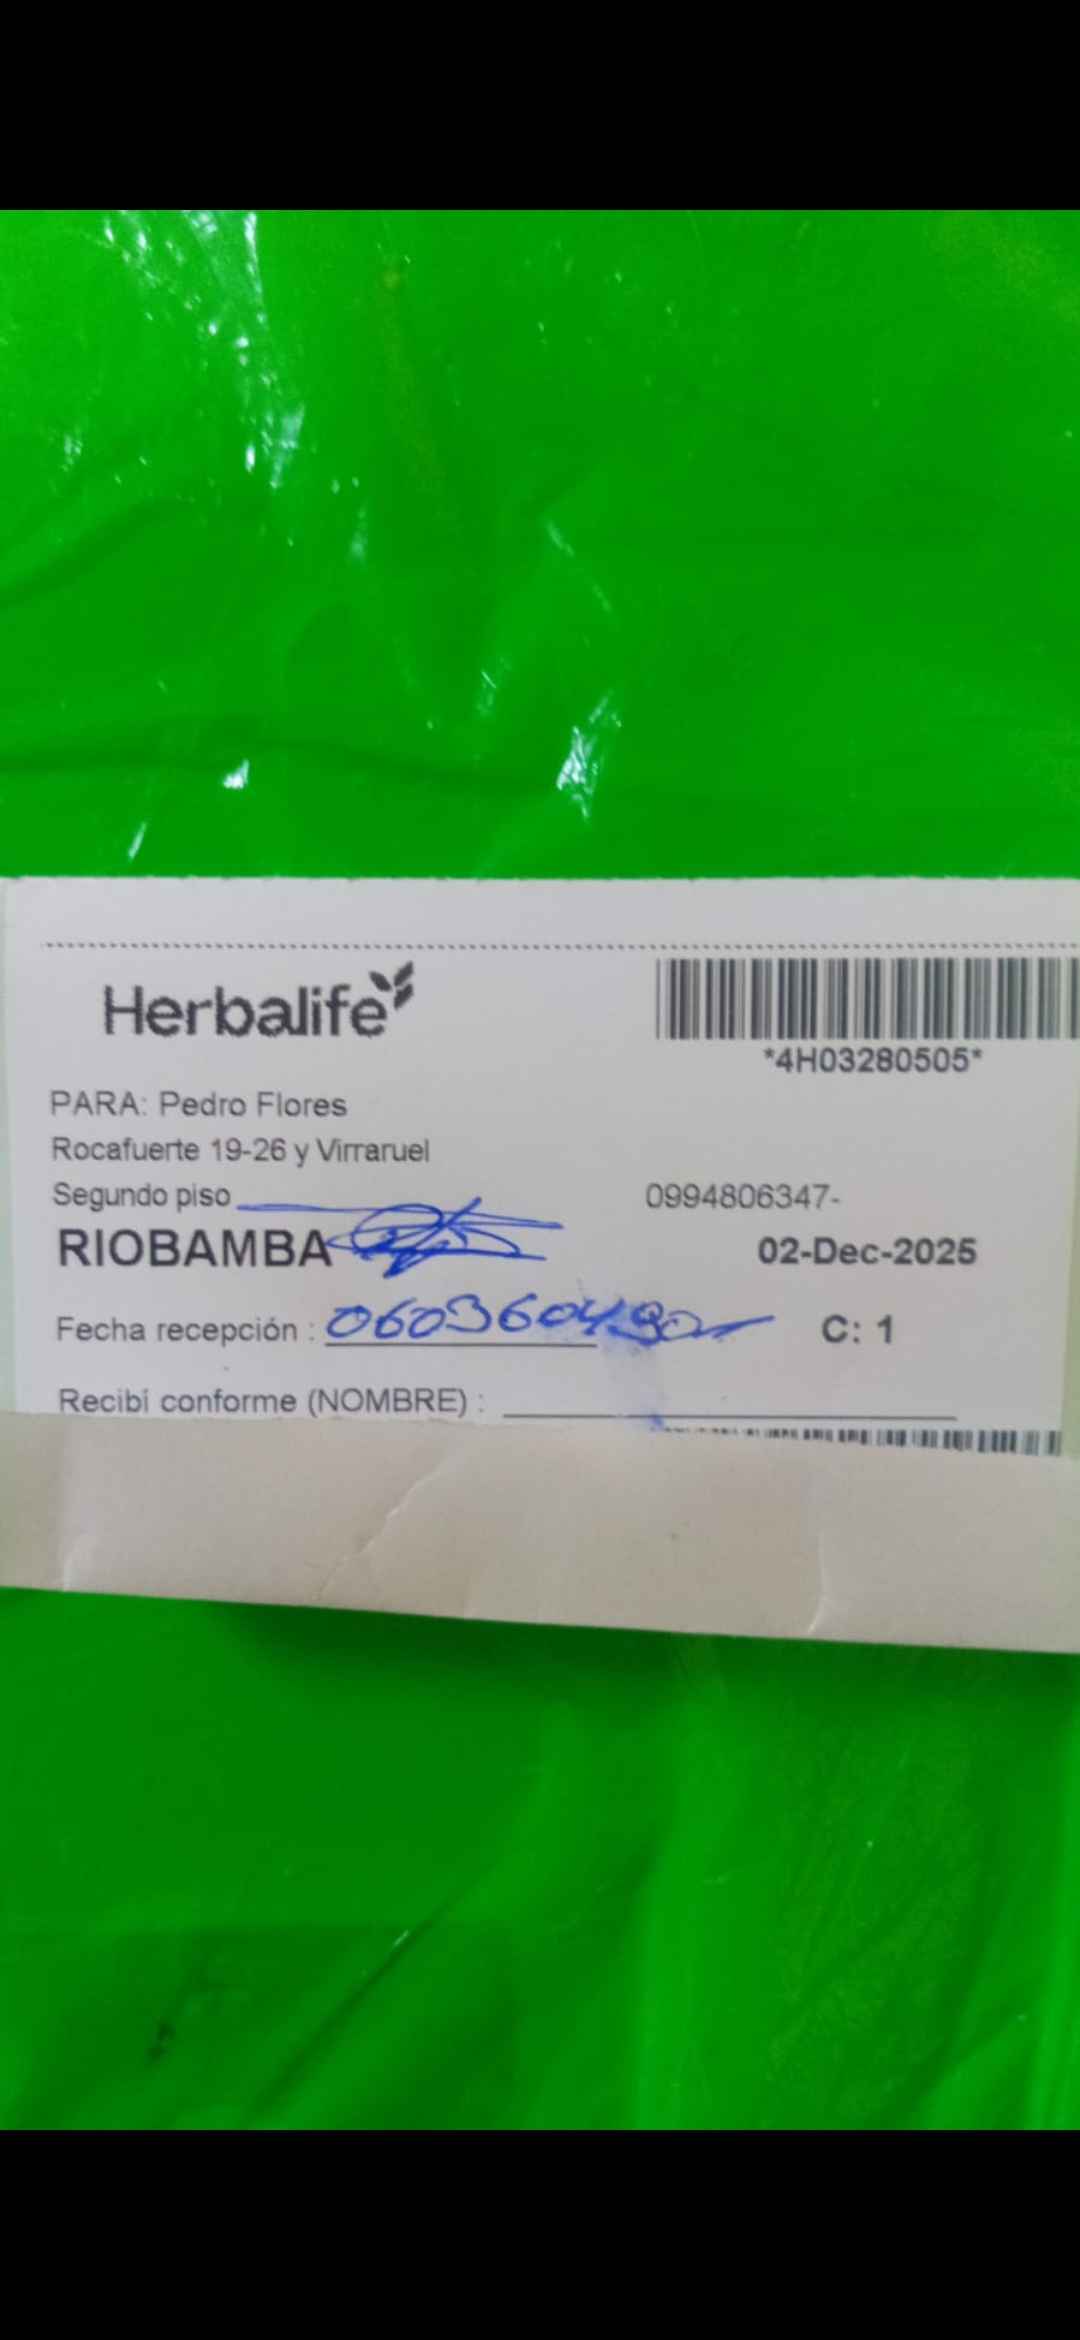 Herbalife
*4H03280505*
PARA: Pedro Flores
Rocafuerte 19-26 y Virraruel
Segundo piso 0994806347-
RIOBAMBA 02-Dec-2025
Fecha recepción : 0603604890 C: 1
Recibí conforme (NOMBRE) :